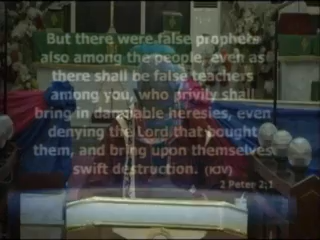 But there were false prophets
also among the people, even as
there shall be false teachers
among you, who privily shall
bring in damnable heresies, even
denying the Lord that bought
them, and bring upon themselves
swift destruction. (KJV)
2 Peter 2:1